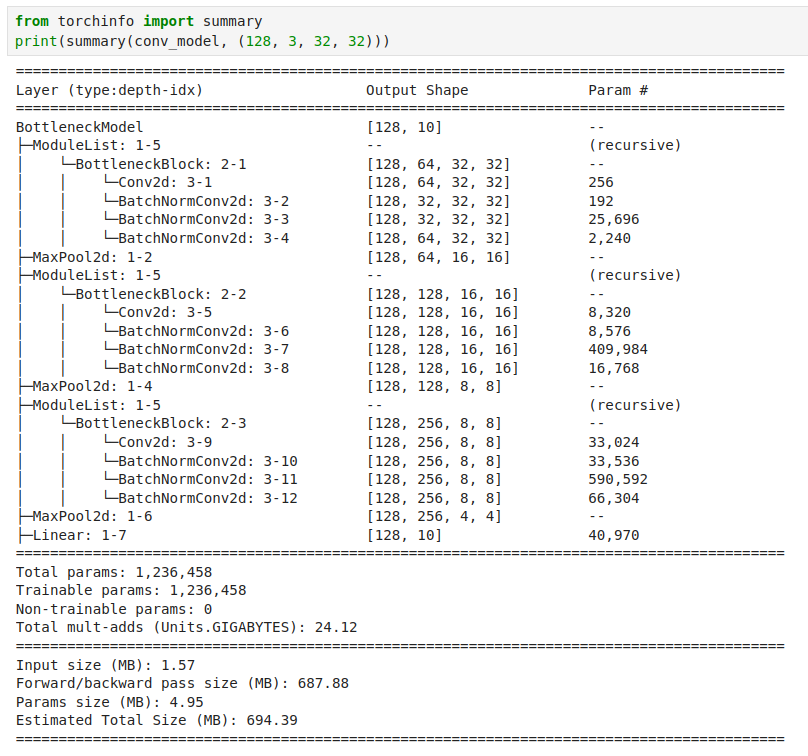 from torchinfo import summary
print(summary(conv_model, (128, 3, 32, 32)))
==========================================================================================
Layer (type:depth-idx)                   Output Shape              Param #
==========================================================================================
BottleneckModel                          [128, 10]                 --
├─ModuleList: 1-5                        --                        (recursive)
│    └─BottleneckBlock: 2-1              [128, 64, 32, 32]         --
│    │    └─Conv2d: 3-1                  [128, 64, 32, 32]         256
│    │    └─BatchNormConv2d: 3-2         [128, 32, 32, 32]         192
│    │    └─BatchNormConv2d: 3-3         [128, 32, 32, 32]         25,696
│    │    └─BatchNormConv2d: 3-4         [128, 64, 32, 32]         2,240
├─MaxPool2d: 1-2                         [128, 64, 16, 16]         --
├─ModuleList: 1-5                        --                        (recursive)
│    └─BottleneckBlock: 2-2              [128, 128, 16, 16]        --
│    │    └─Conv2d: 3-5                  [128, 128, 16, 16]        8,320
│    │    └─BatchNormConv2d: 3-6         [128, 128, 16, 16]        8,576
│    │    └─BatchNormConv2d: 3-7         [128, 128, 16, 16]        409,984
│    │    └─BatchNormConv2d: 3-8         [128, 128, 16, 16]        16,768
├─MaxPool2d: 1-4                         [128, 128, 8, 8]          --
├─ModuleList: 1-5                        --                        (recursive)
│    └─BottleneckBlock: 2-3              [128, 256, 8, 8]          --
│    │    └─Conv2d: 3-9                  [128, 256, 8, 8]          33,024
│    │    └─BatchNormConv2d: 3-10        [128, 256, 8, 8]          33,536
│    │    └─BatchNormConv2d: 3-11        [128, 256, 8, 8]          590,592
│    │    └─BatchNormConv2d: 3-12        [128, 256, 8, 8]          66,304
├─MaxPool2d: 1-6                         [128, 256, 4, 4]          --
├─Linear: 1-7                            [128, 10]                 40,970
==========================================================================================
Total params: 1,236,458
Trainable params: 1,236,458
Non-trainable params: 0
Total mult-adds (Units.GIGABYTES): 24.12
==========================================================================================
Input size (MB): 1.57
Forward/backward pass size (MB): 687.88
Params size (MB): 4.95
Estimated Total Size (MB): 694.39
==========================================================================================